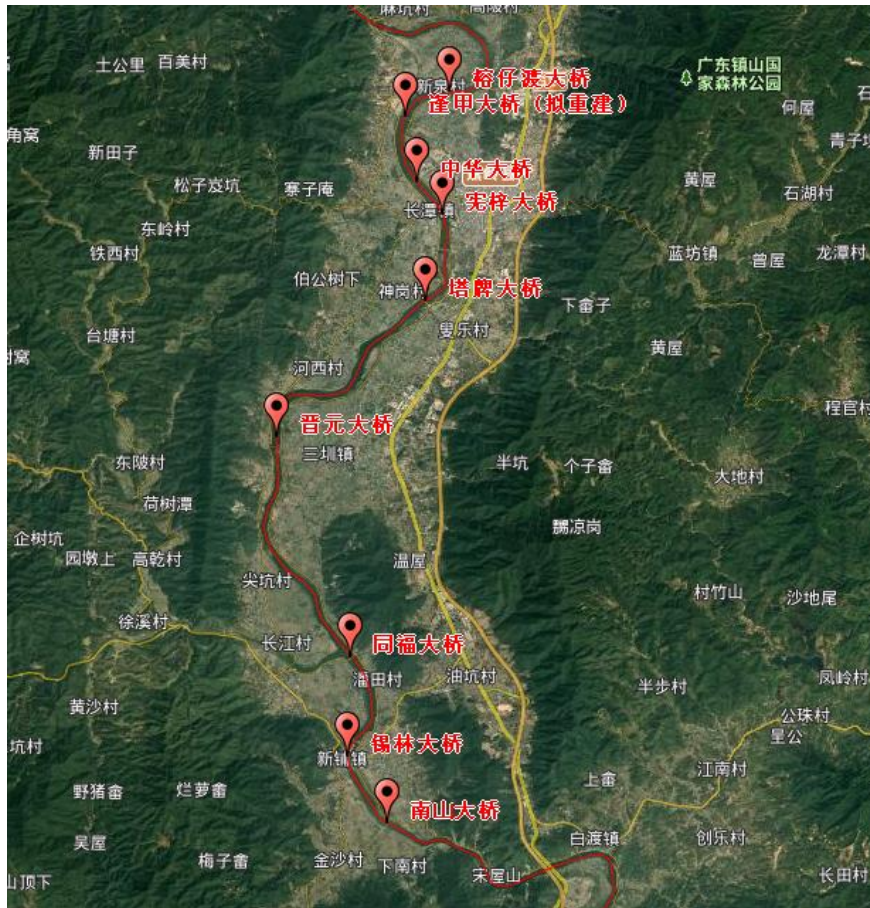 麻坑村
高陂村
土公里
百美村
广东镇山国
家森林公园
新泉村
榕仔渡大桥
逢甲大桥（拟重建）
何屋
角窝
新田子
青子
中华大桥
松子岌坑
寨子庵
黄屋
石湖村
长潭镇
宪梓大桥
东岭村
铁西村
蓝坊镇
曾屋
龙潭村
伯公树下
神岗村
塔牌大桥
下畲子
台塘村
叟乐村
黄屋
树窝
河西村
程官村
晋元大桥
三圳镇
东陂村
半坑
个子畲
大地村
荷树潭
鹅凉岗
企树坑
园墩上
高乾村
温屋
尖坑村
村竹山
沙地尾
徐溪村
长江村
同福大桥
潘田村
油坑村
半步村
凤岭村
黄沙村
公珠村
坑村
锡林大桥
新铺镇
江南村
上畲
野猪畲
烂萝畲
南山大桥
吴屋
白渡镇
创乐村
梅子畲
金沙村
下南村
宋屋山
长田村
山顶下